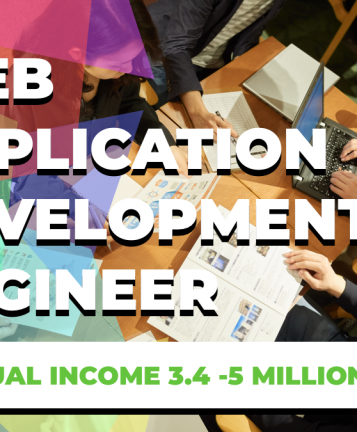 EB
PLICATION
VELOPMENT
GINEER
UAL INCOME 3.4 -5 MILLION